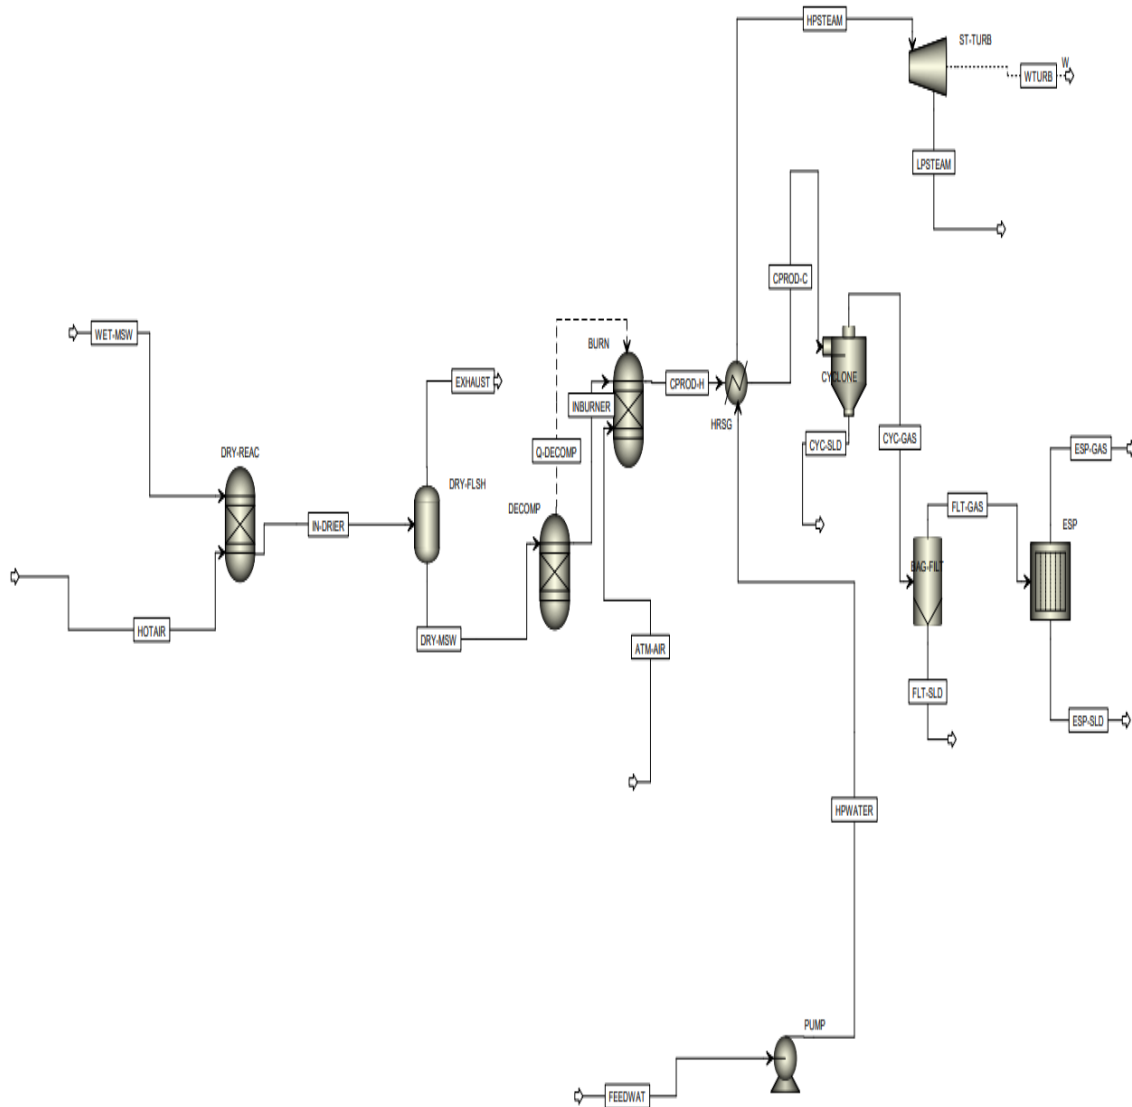 HPSTEAM
ST-TURB
W
WTURB
LPSTEAM
CPROD-C
WET-MSW
BURN
EXHAUST
CPROD-H
CYCLONE
INBURNER
HRSG
CYC-SLD
CYC-GAS
DRY-REAC
Q-DECOMP
ESP-GAS
DRY-FLSH
FLT-GAS
DECOMP
IN-DRIER
ESP
BAG-FILT
HOTAIR
DRY-MSW
ATM-AIR
FLT-SLD
ESP-SLD
HPWATER
PUMP
FEEDWAT